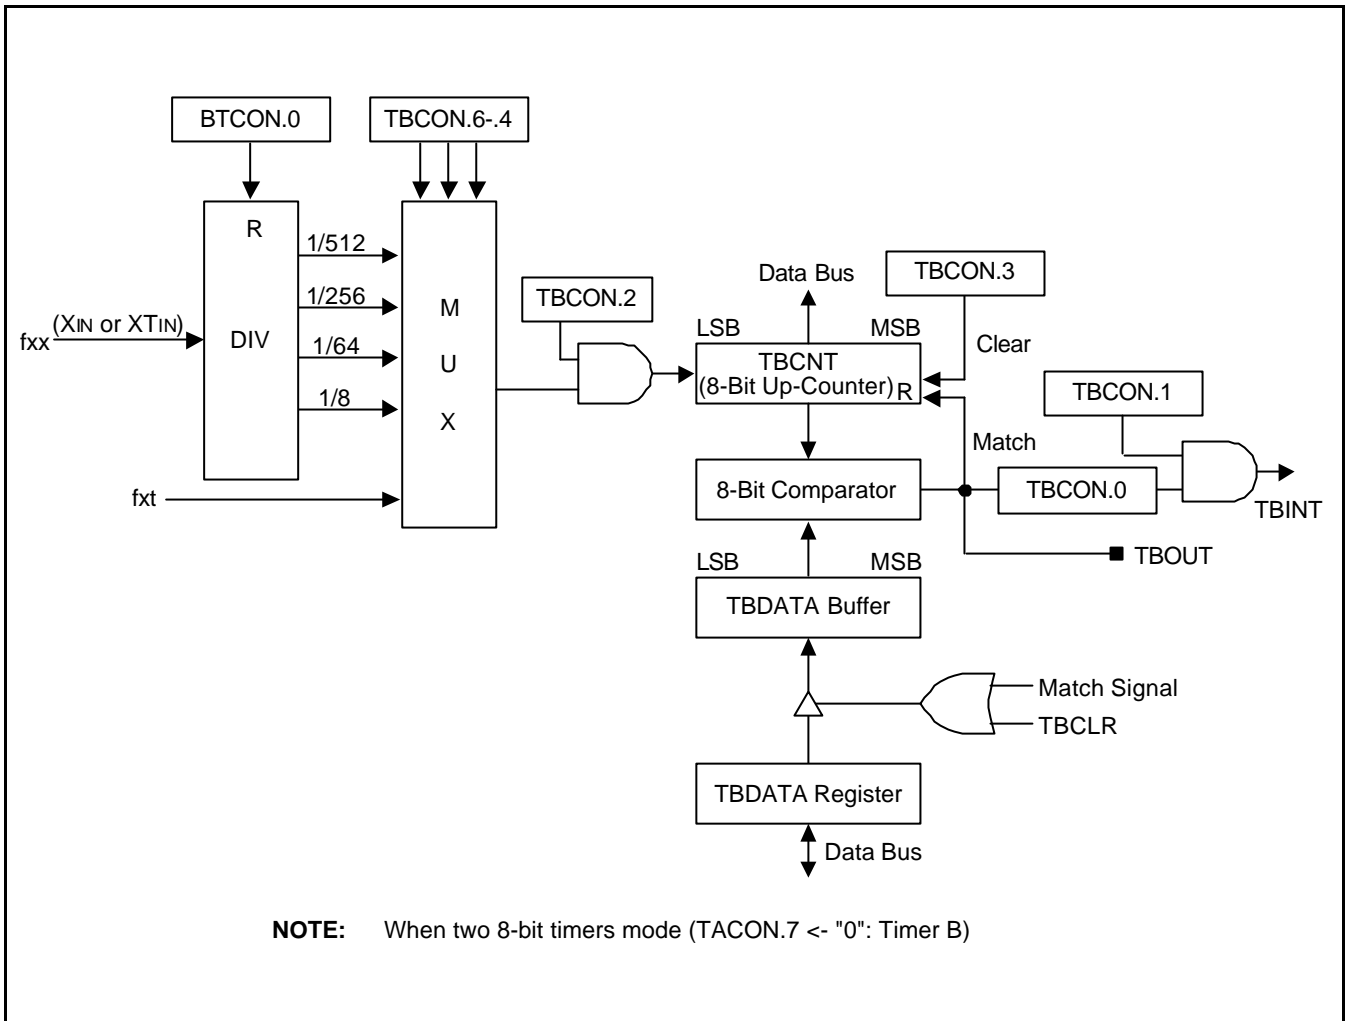 BTCON.0
TBCON.6-.4
R
1/512
1/256
1/64
1/8
DIV
fxx
(XIN or XTIN)
fxt
M
U
X
TBCON.2
Data Bus
TBCON.3
LSB
MSB
Clear
TBCNT
(8-Bit Up-Counter)
R
TBCON.1
Match
8-Bit Comparator
TBCON.0
TBINT
TBOUT
LSB
MSB
TBDATA Buffer
Match Signal
TBCLR
TBDATA Register
Data Bus
NOTE: When two 8-bit timers mode (TACON.7 <- "0": Timer B)